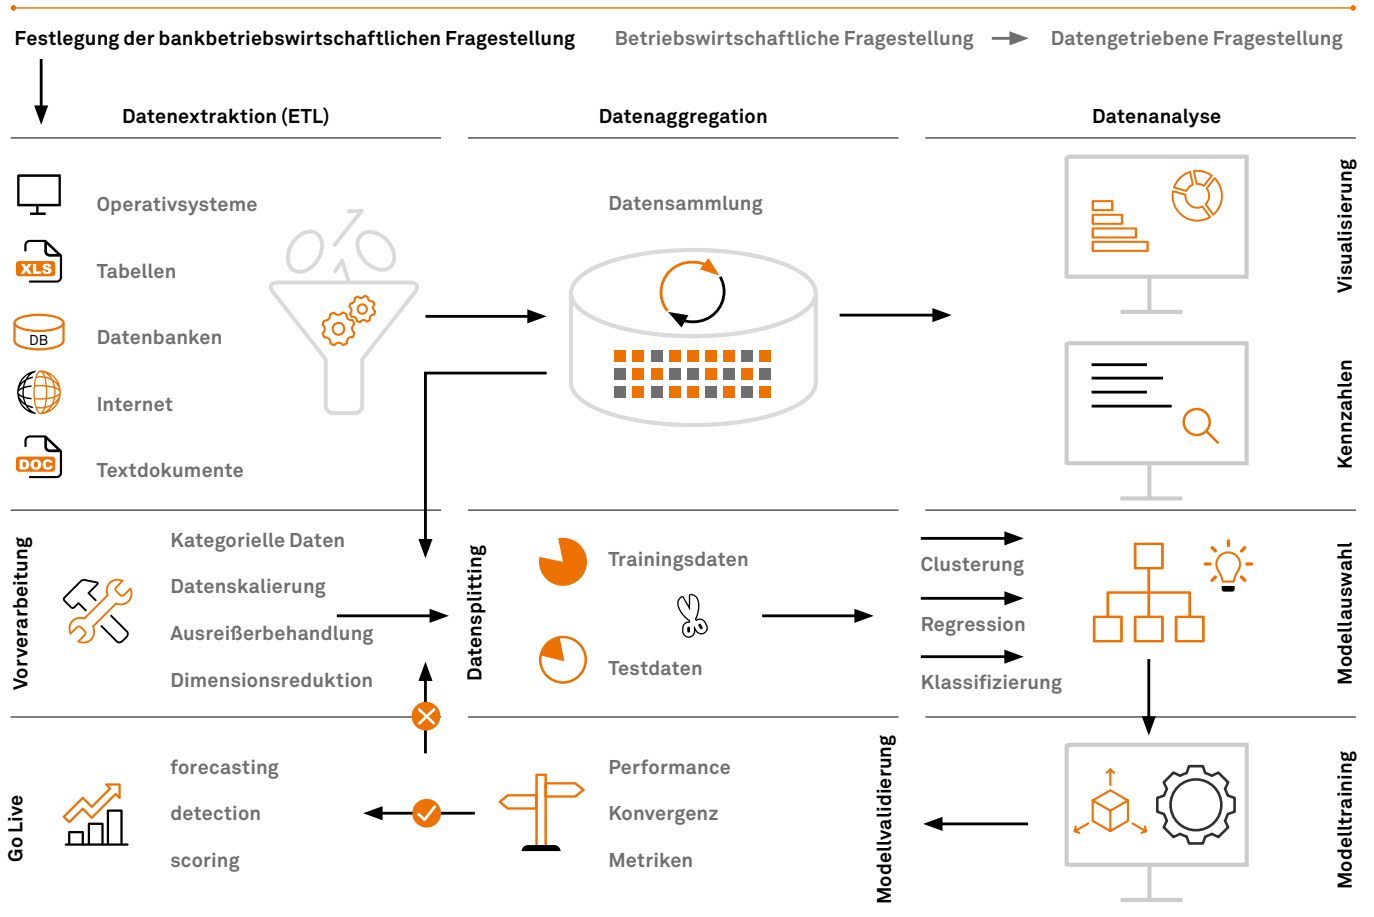 Festlegung der bankbetriebswirtschaftlichen Fragestellung
Betriebswirtschaftliche Fragestellung
Datengetriebene Fragestellung
Datenextraktion (ETL)
Datenaggregation
Datenanalyse
Operativsysteme
XLS
Tabellen
DB
Datenbanken
Internet
DOC
Textdokumente
Datensammlung
Visualisierung
Kennzahlen
Vorverarbeitung
Kategorielle Daten
Datenskalierung
Ausreißerbehandlung
Dimensionsreduktion
Datensplitting
Trainingsdaten
Testdaten
Clusterung
Regression
Klassifizierung
Modellauswahl
Go Live
forecasting
detection
scoring
Performance
Konvergenz
Metriken
Modellvalidierung
Modelltraining